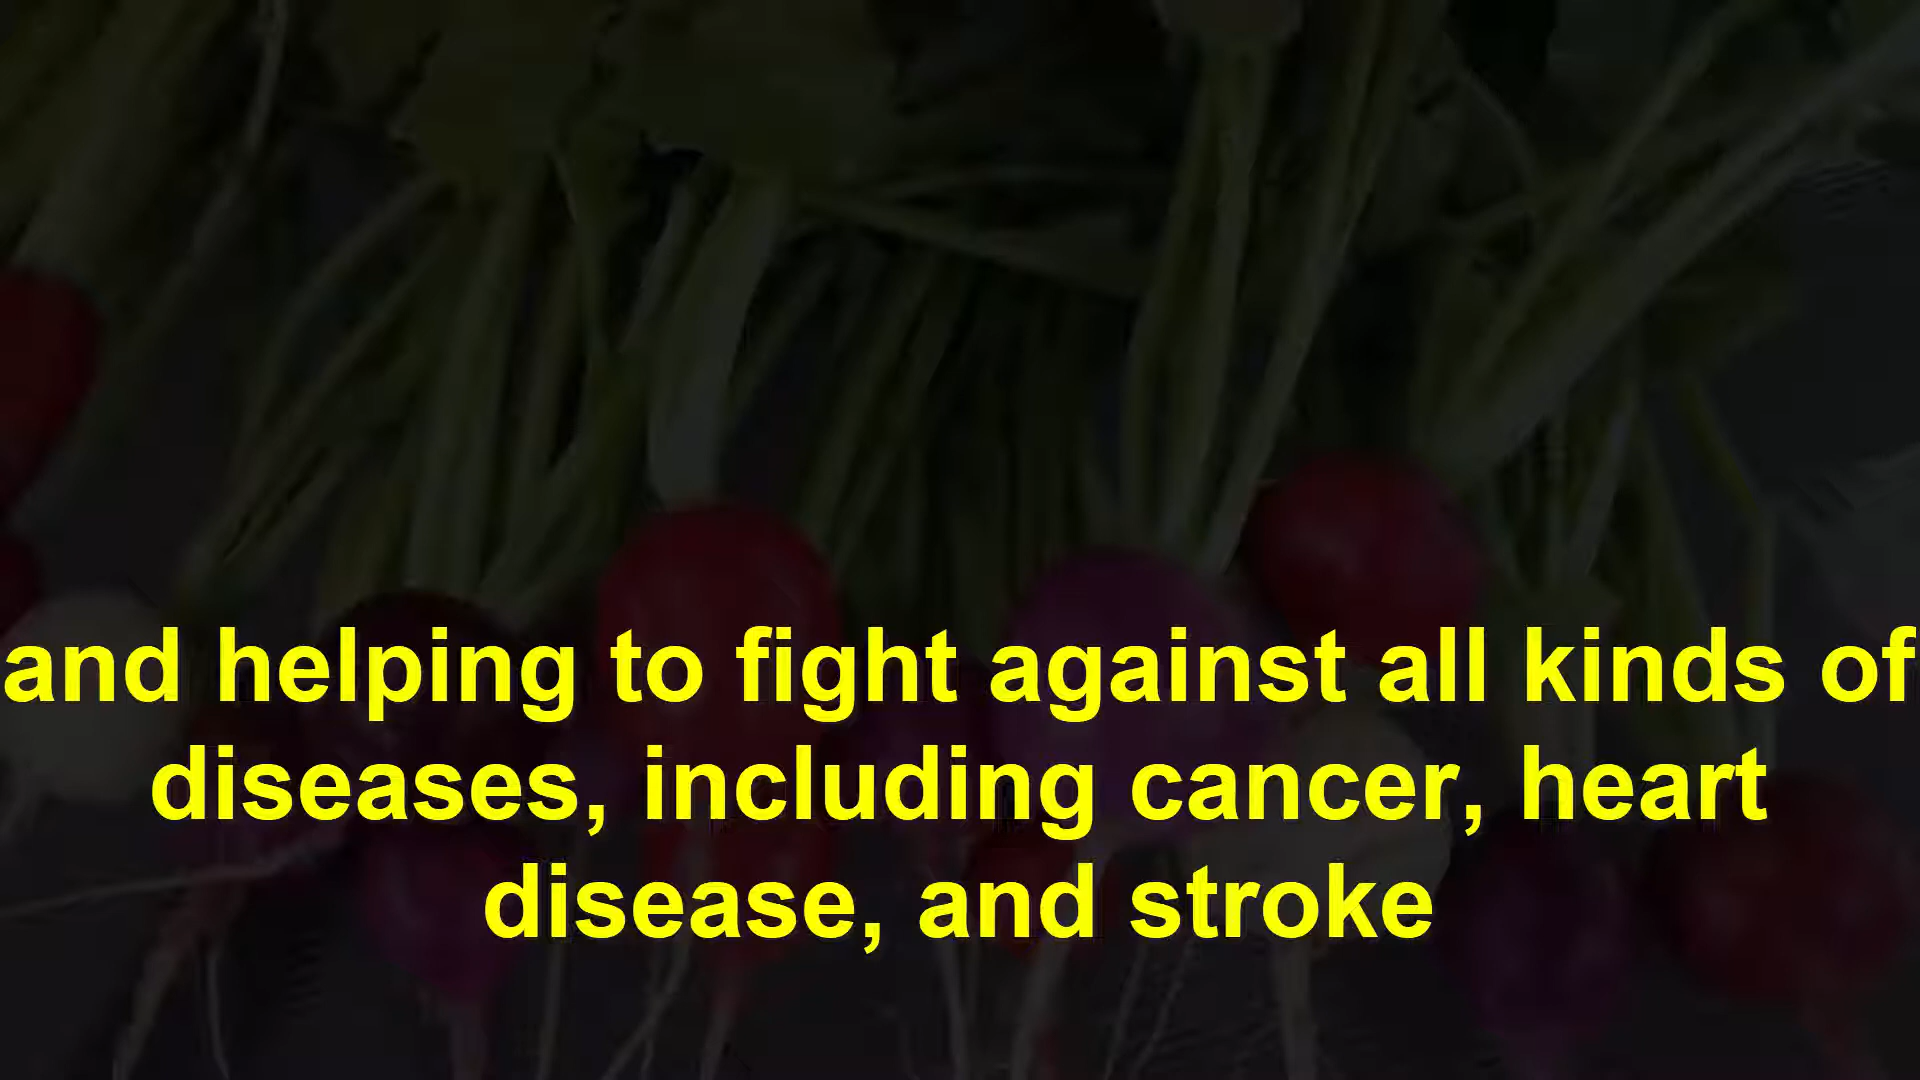 and helping to fight against all kinds of
diseases, including cancer, heart
disease, and stroke